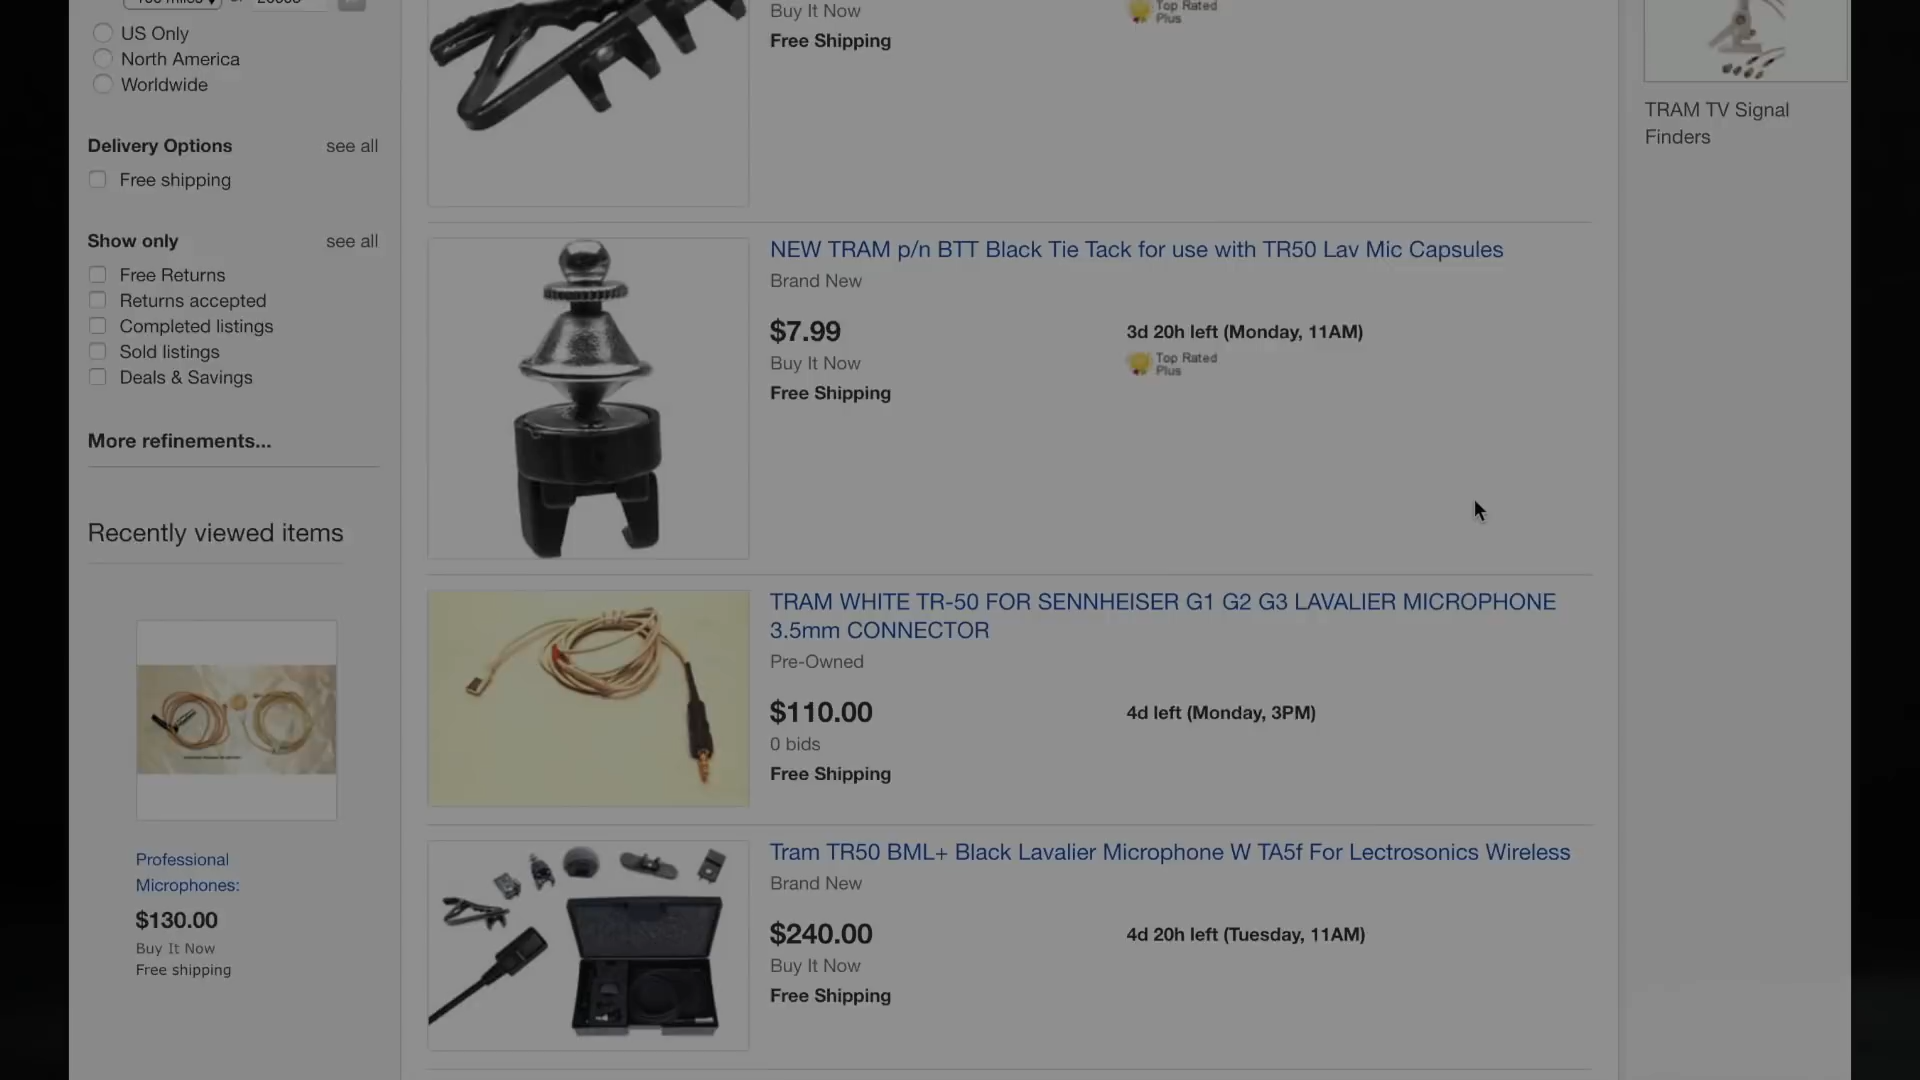 US Only
North America
Worldwide
Delivery Options see all
Free shipping
Show only see all
Free Returns
Returns accepted
Completed listings
Sold listings
Deals & Savings
More refinements...
Recently viewed items
Professional
Microphones:
$130.00
Buy It Now
Free shipping
Buy It Now
Top Rated
Plus
Free Shipping
NEW TRAM p/n BTT Black Tie Tack for use with TR50 Lav Mic Capsules
Brand New
$7.99
3d 20h left (Monday, 11AM)
Buy It Now
Top Rated
Plus
Free Shipping
TRAM WHITE TR-50 FOR SENNHEISER G1 G2 G3 LAVALIER MICROPHONE
3.5mm CONNECTOR
Pre-Owned
$110.00
4d left (Monday, 3PM)
0 bids
Free Shipping
Tram TR50 BML+ Black Lavalier Microphone W TA5f For Lectrosonics Wireless
Brand New
$240.00
4d 20h left (Tuesday, 11AM)
Buy It Now
Free Shipping
TRAM TV Signal
Finders